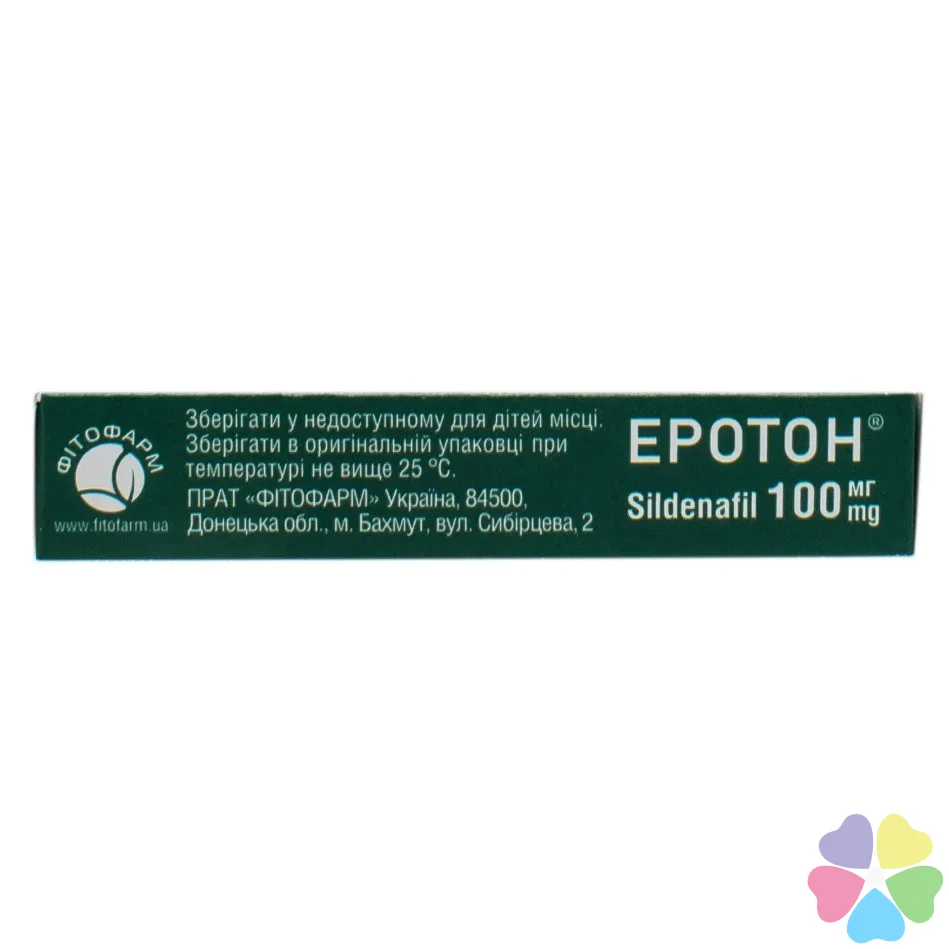 ФІТОФАРМ
www.fitofarm.ua
Зберігати у недоступному для дітей місці.
Зберігати в оригінальній упаковці при
температурі не вище 25 °С.
ПРАТ «ФІТОФАРМ» Україна, 84500,
Донецька обл., м. Бахмут, вул. Сибірцева, 2
ЕРОТОН®
Sildenafil 100 мг mg